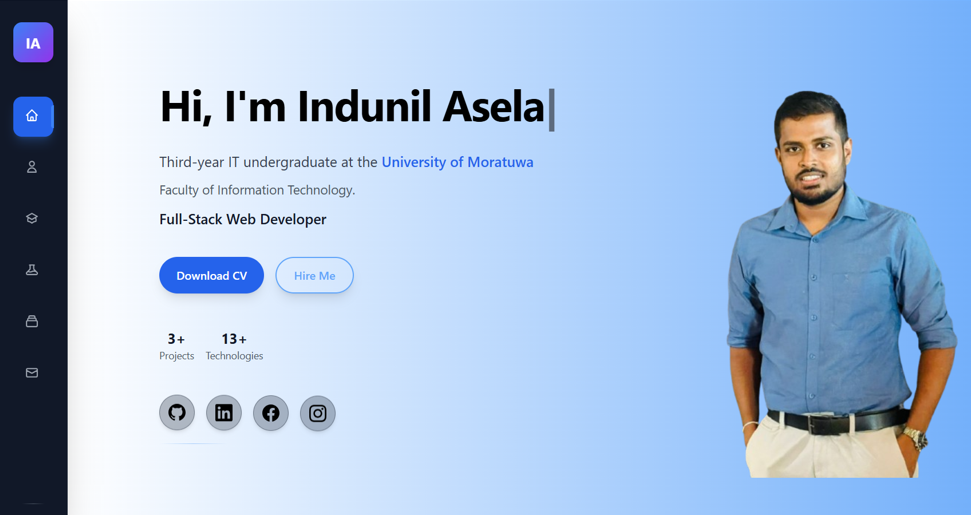 IA
Hi, I'm Indunil Asela
Third-year IT undergraduate at the University of Moratuwa
Faculty of Information Technology.
Full-Stack Web Developer
Download CV
Hire Me
3+
13+
Projects
Technologies
in